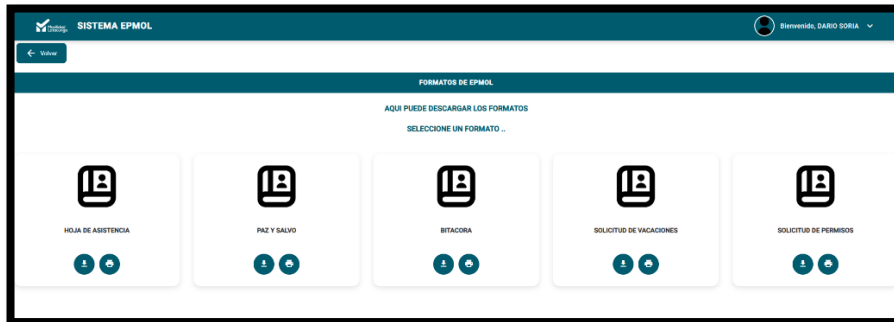 SISTEMA EPMOL
Bienvenido, DARIO SORIA
Volver
FORMATOS DE EPMOL
AQUI PUEDE DESCARGAR LOS FORMATOS
SELECCIONE UN FORMATO ..
HOJA DE ASISTENCIA
PAZ Y SALVO
BITACORA
SOLICITUD DE VACACIONES
SOLICITUD DE PERMISOS